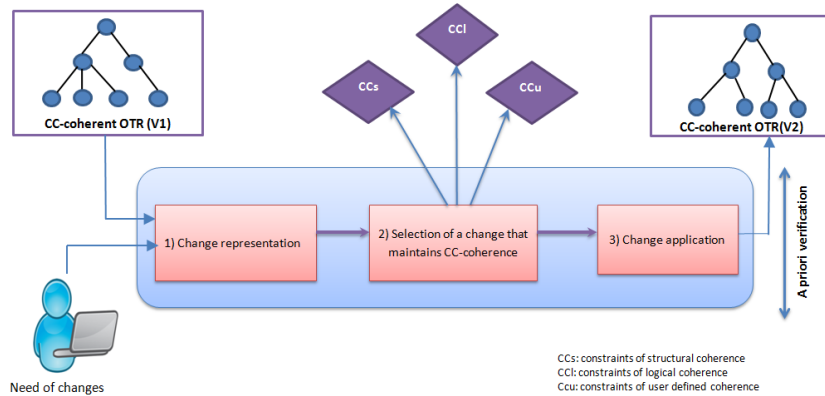 CCl
CCs
CCu
CC-coherent OTR (V1)
CC-coherent OTR(V2)
1) Change representation
2) Selection of a change that
maintains CC-coherence
3) Change application
A priori verification
Need of changes
CCs: constraints of structural coherence
CCl: constraints of logical coherence
Ccu: constraints of user defined coherence